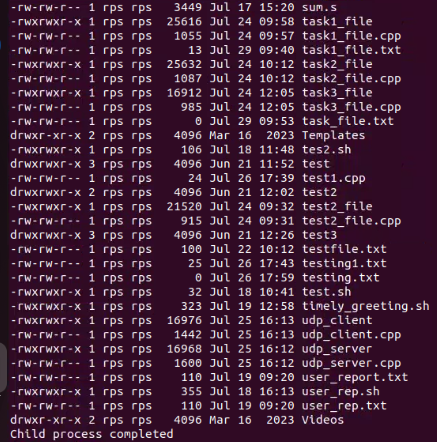 -rw-rw-r-- 1 rps rps  3449 Jul 17 15:20 sum.s
-rwxrwxr-x 1 rps rps 25616 Jul 24 09:58 task1_file
-rw-rw-r-- 1 rps rps  1055 Jul 24 09:57 task1_file.cpp
-rw-rw-r-- 1 rps rps    13 Jul 29 09:40 task1_file.txt
-rwxrwxr-x 1 rps rps 25632 Jul 24 10:12 task2_file
-rw-rw-r-- 1 rps rps  1087 Jul 24 10:12 task2_file.cpp
-rwxrwxr-x 1 rps rps 16912 Jul 24 12:05 task3_file
-rw-rw-r-- 1 rps rps   985 Jul 24 12:05 task3_file.cpp
-rw-rw-r-- 1 rps rps     0 Jul 29 09:53 task_file.txt
drwxr-xr-x 2 rps rps  4096 Mar 16  2023 Templates
-rwxrwxr-x 1 rps rps   106 Jul 18 11:48 tes2.sh
drwxrwxr-x 3 rps rps  4096 Jun 21 11:52 test
-rw-rw-r-- 1 rps rps    24 Jul 26 17:39 test1.cpp
drwxrwxr-x 2 rps rps  4096 Jun 21 12:02 test2
-rwxrwxr-x 1 rps rps 21520 Jul 24 09:32 test2_file
-rw-rw-r-- 1 rps rps   915 Jul 24 09:31 test2_file.cpp
drwxrwxr-x 3 rps rps  4096 Jun 21 12:26 test3
-rw-rw-r-- 1 rps rps   100 Jul 22 10:12 testfile.txt
-rw-rw-r-- 1 rps rps    25 Jul 26 17:43 testing1.txt
-rw-rw-r-- 1 rps rps     0 Jul 26 17:59 testing.txt
-rwxrwxr-x 1 rps rps    32 Jul 18 10:41 test.sh
-rwxrwxr-x 1 rps rps   323 Jul 19 12:58 timely_greeting.sh
-rwxrwxr-x 1 rps rps 16976 Jul 25 16:13 udp_client
-rw-rw-r-- 1 rps rps  1442 Jul 25 16:13 udp_client.cpp
-rwxrwxr-x 1 rps rps 16968 Jul 25 16:12 udp_server
-rw-rw-r-- 1 rps rps  1600 Jul 25 16:12 udp_server.cpp
-rw-rw-r-- 1 rps rps   110 Jul 19 09:20 user_report.txt
-rwxrwxr-x 1 rps rps   355 Jul 18 16:13 user_rep.sh
-rw-rw-r-- 1 rps rps   110 Jul 19 09:20 user_rep.txt
drwxr-xr-x 2 rps rps  4096 Mar 16  2023 Videos
Child process completed